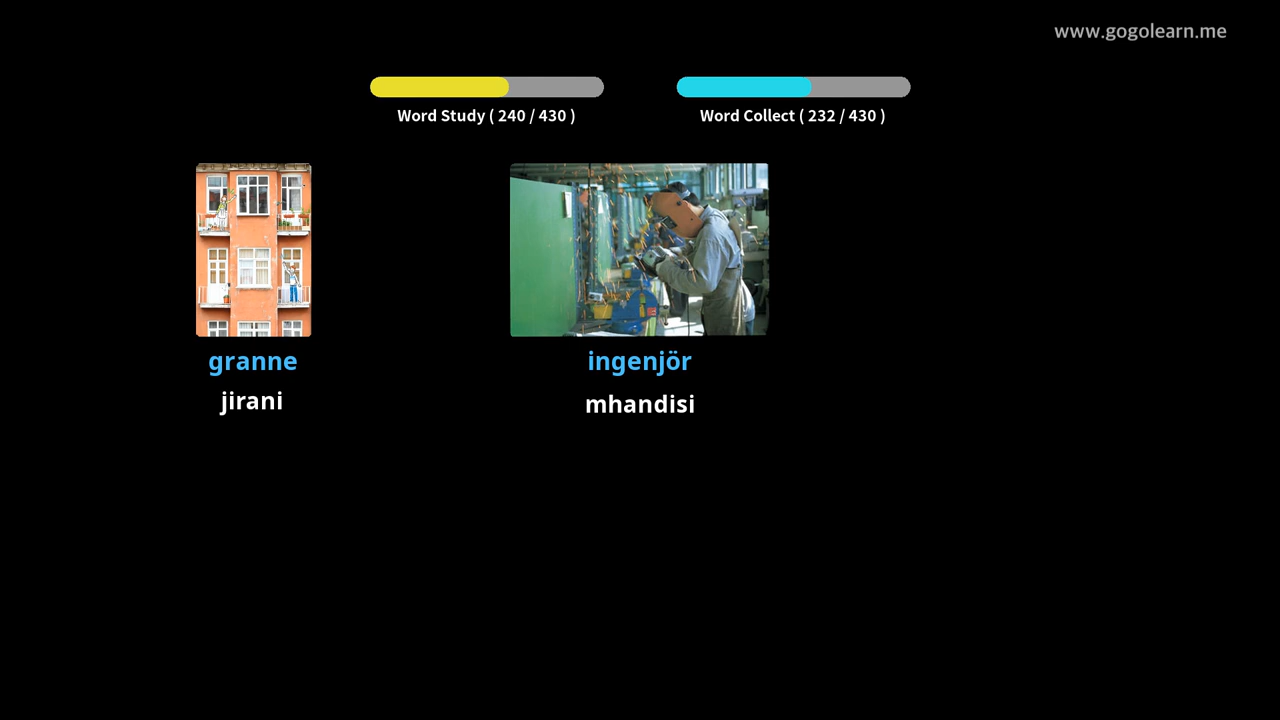 www.gogolearn.me
Word Study ( 240 / 430 )
Word Collect ( 232 / 430 )
granne
jirani
ingenjör
mhandisi